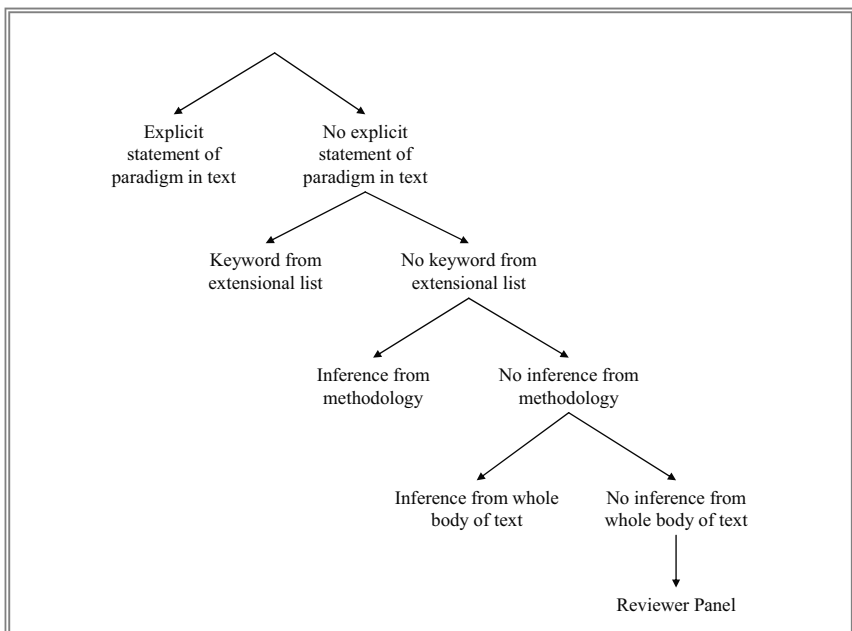 Explicit
statement of
paradigm in text
No explicit
statement of
paradigm in text
Keyword from
extensional list
No keyword from
extensional list
Inference from
methodology
No inference from
methodology
Inference from whole
body of text
No inference from
whole body of text
Reviewer Panel